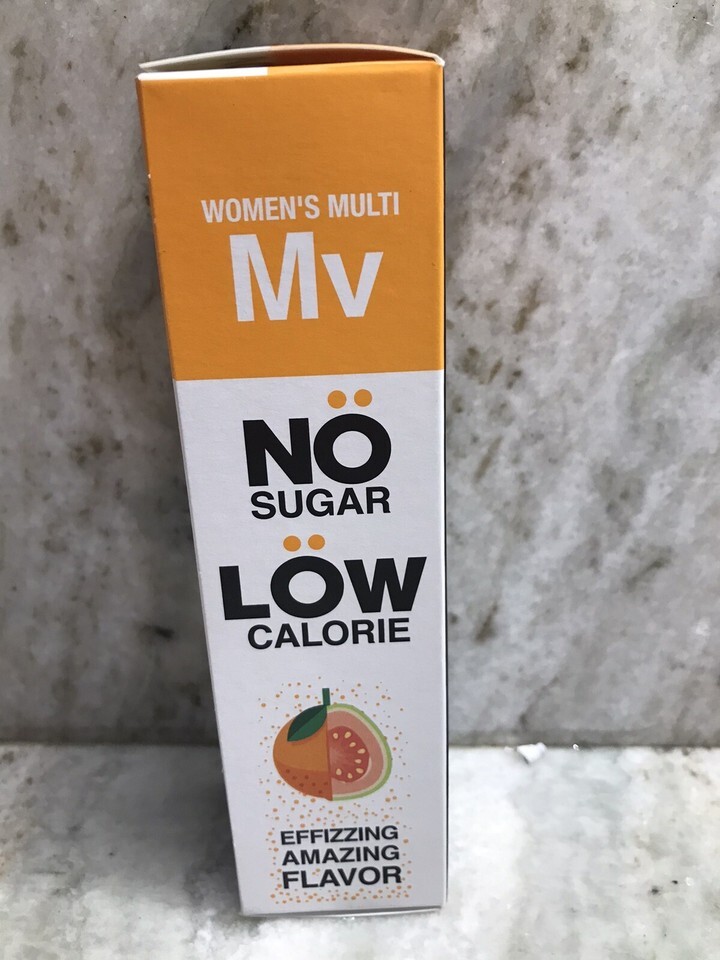 WOMEN'S MULTI
Mv
NÖ
SUGAR
LÖW
CALORIE
EFFIZZING
AMAZING
FLAVOR